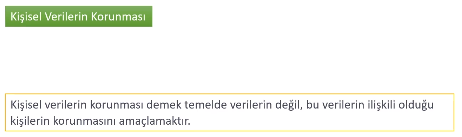 Kişisel Verilerin Korunması
Kişisel verilerin korunması demek temelde verilerin değil, bu verilerin ilişkili olduğu
kişilerin korunmasını amaçlamaktır.